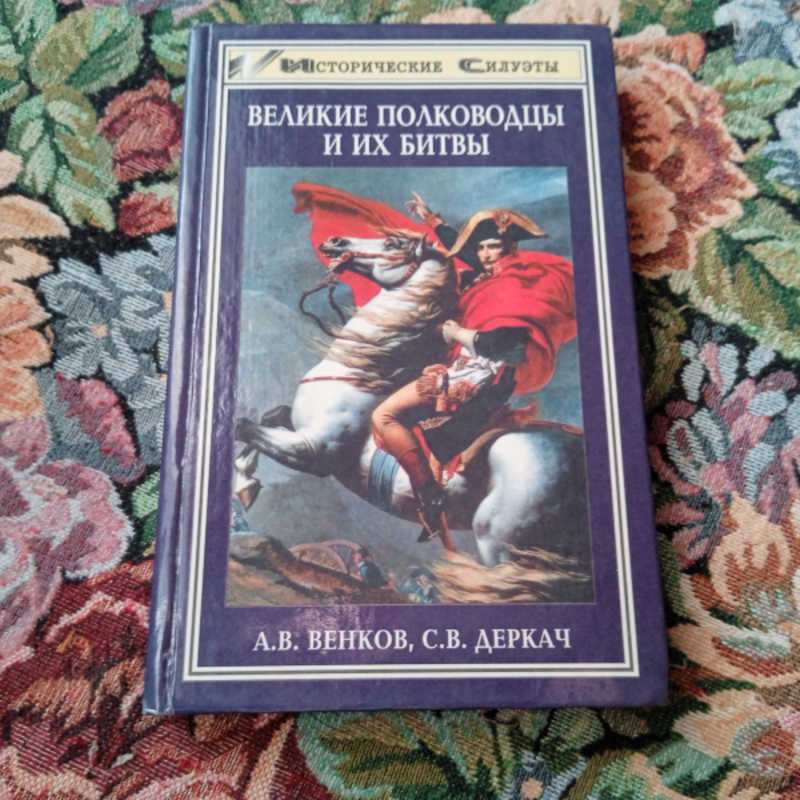 Исторические Силуэты
ВЕЛИКИЕ ПОЛКОВОДЦЫ
И ИХ БИТВЫ
А.В. ВЕНКОВ, С.В. ДЕРКАЧ